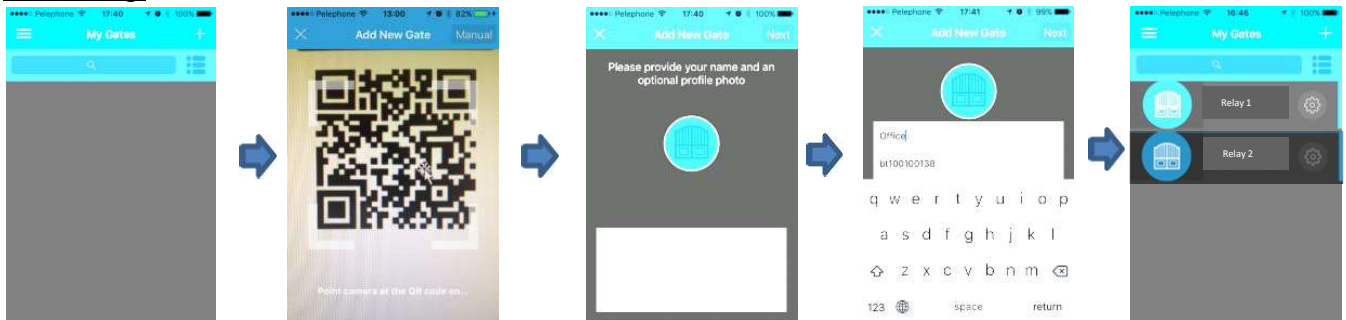 Pelephone 17:40 100%
My Gates +
Pelephone 13:00 82%
Add New Gate Manual
Point camera at the QR code on...
Pelephone 17:40 100%
Add New Gate Next
Please provide your name and an
optional profile photo
Pelephone 17:41 99%
Add New Gate Next
Office
bt100100138
q w e r t y u i o p
a s d f g h j k l
z x c v b n m
123 space return
Pelephone 16:46 100%
My Gates +
Relay 1
Relay 2